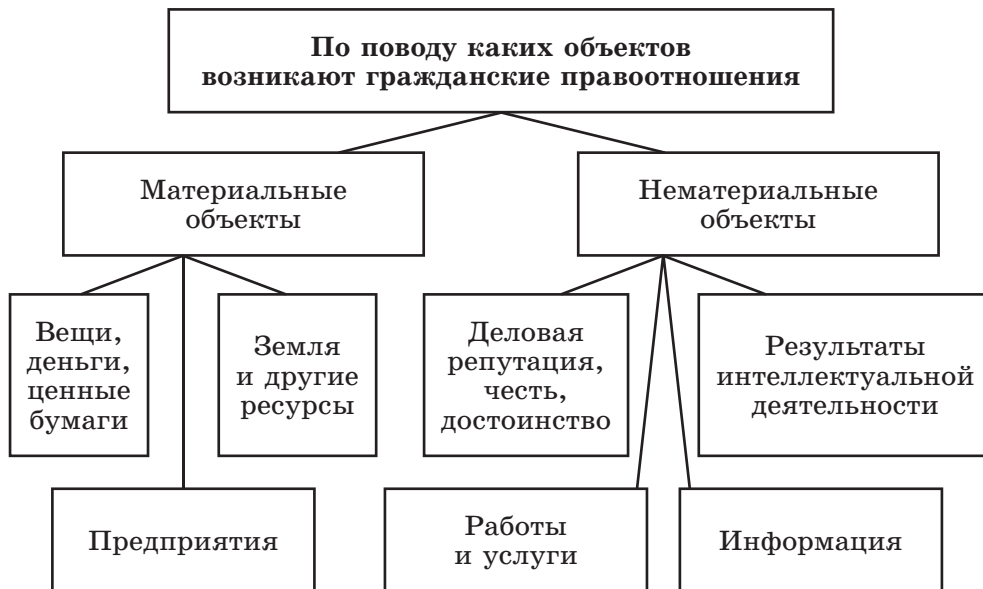 По поводу каких объектов
возникают гражданские правоотношения
Материальные
объекты
Нематериальные
объекты
Вещи,
деньги,
ценные
бумаги
Земля
и другие
ресурсы
Деловая
репутация,
честь,
достоинство
Результаты
интеллектуальной
деятельности
Предприятия
Работы
и услуги
Информация